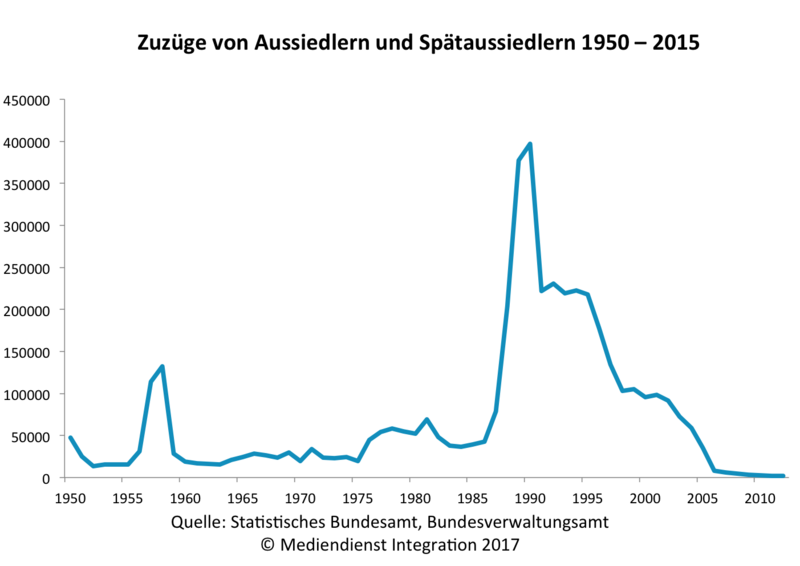 Zuzüge von Aussiedlern und Spätaussiedlern 1950 – 2015
450000
400000
350000
300000
250000
200000
150000
100000
50000
0
1950 1955 1960 1965 1970 1975 1980 1985 1990 1995 2000 2005 2010
Quelle: Statistisches Bundesamt, Bundesverwaltungsamt
© Mediendienst Integration 2017